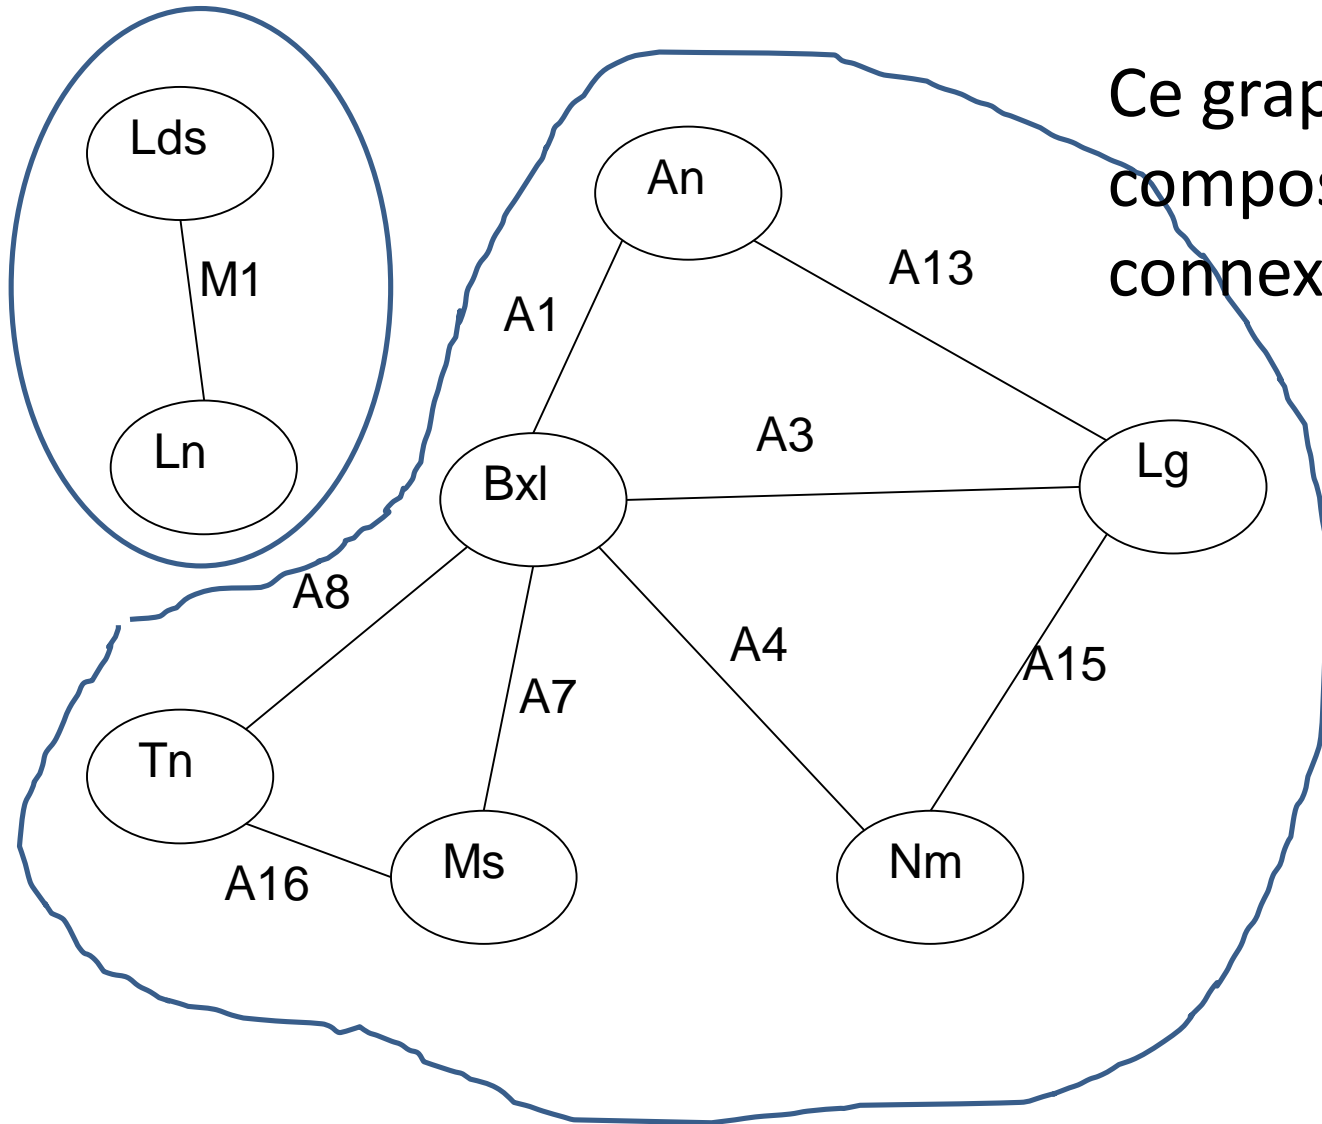 Ce grap
compos
connex
Lds
M1
Ln
An
A13
A1
A3
Lg
Bxl
A8
A4
A15
A7
Tn
A16
Ms
Nm